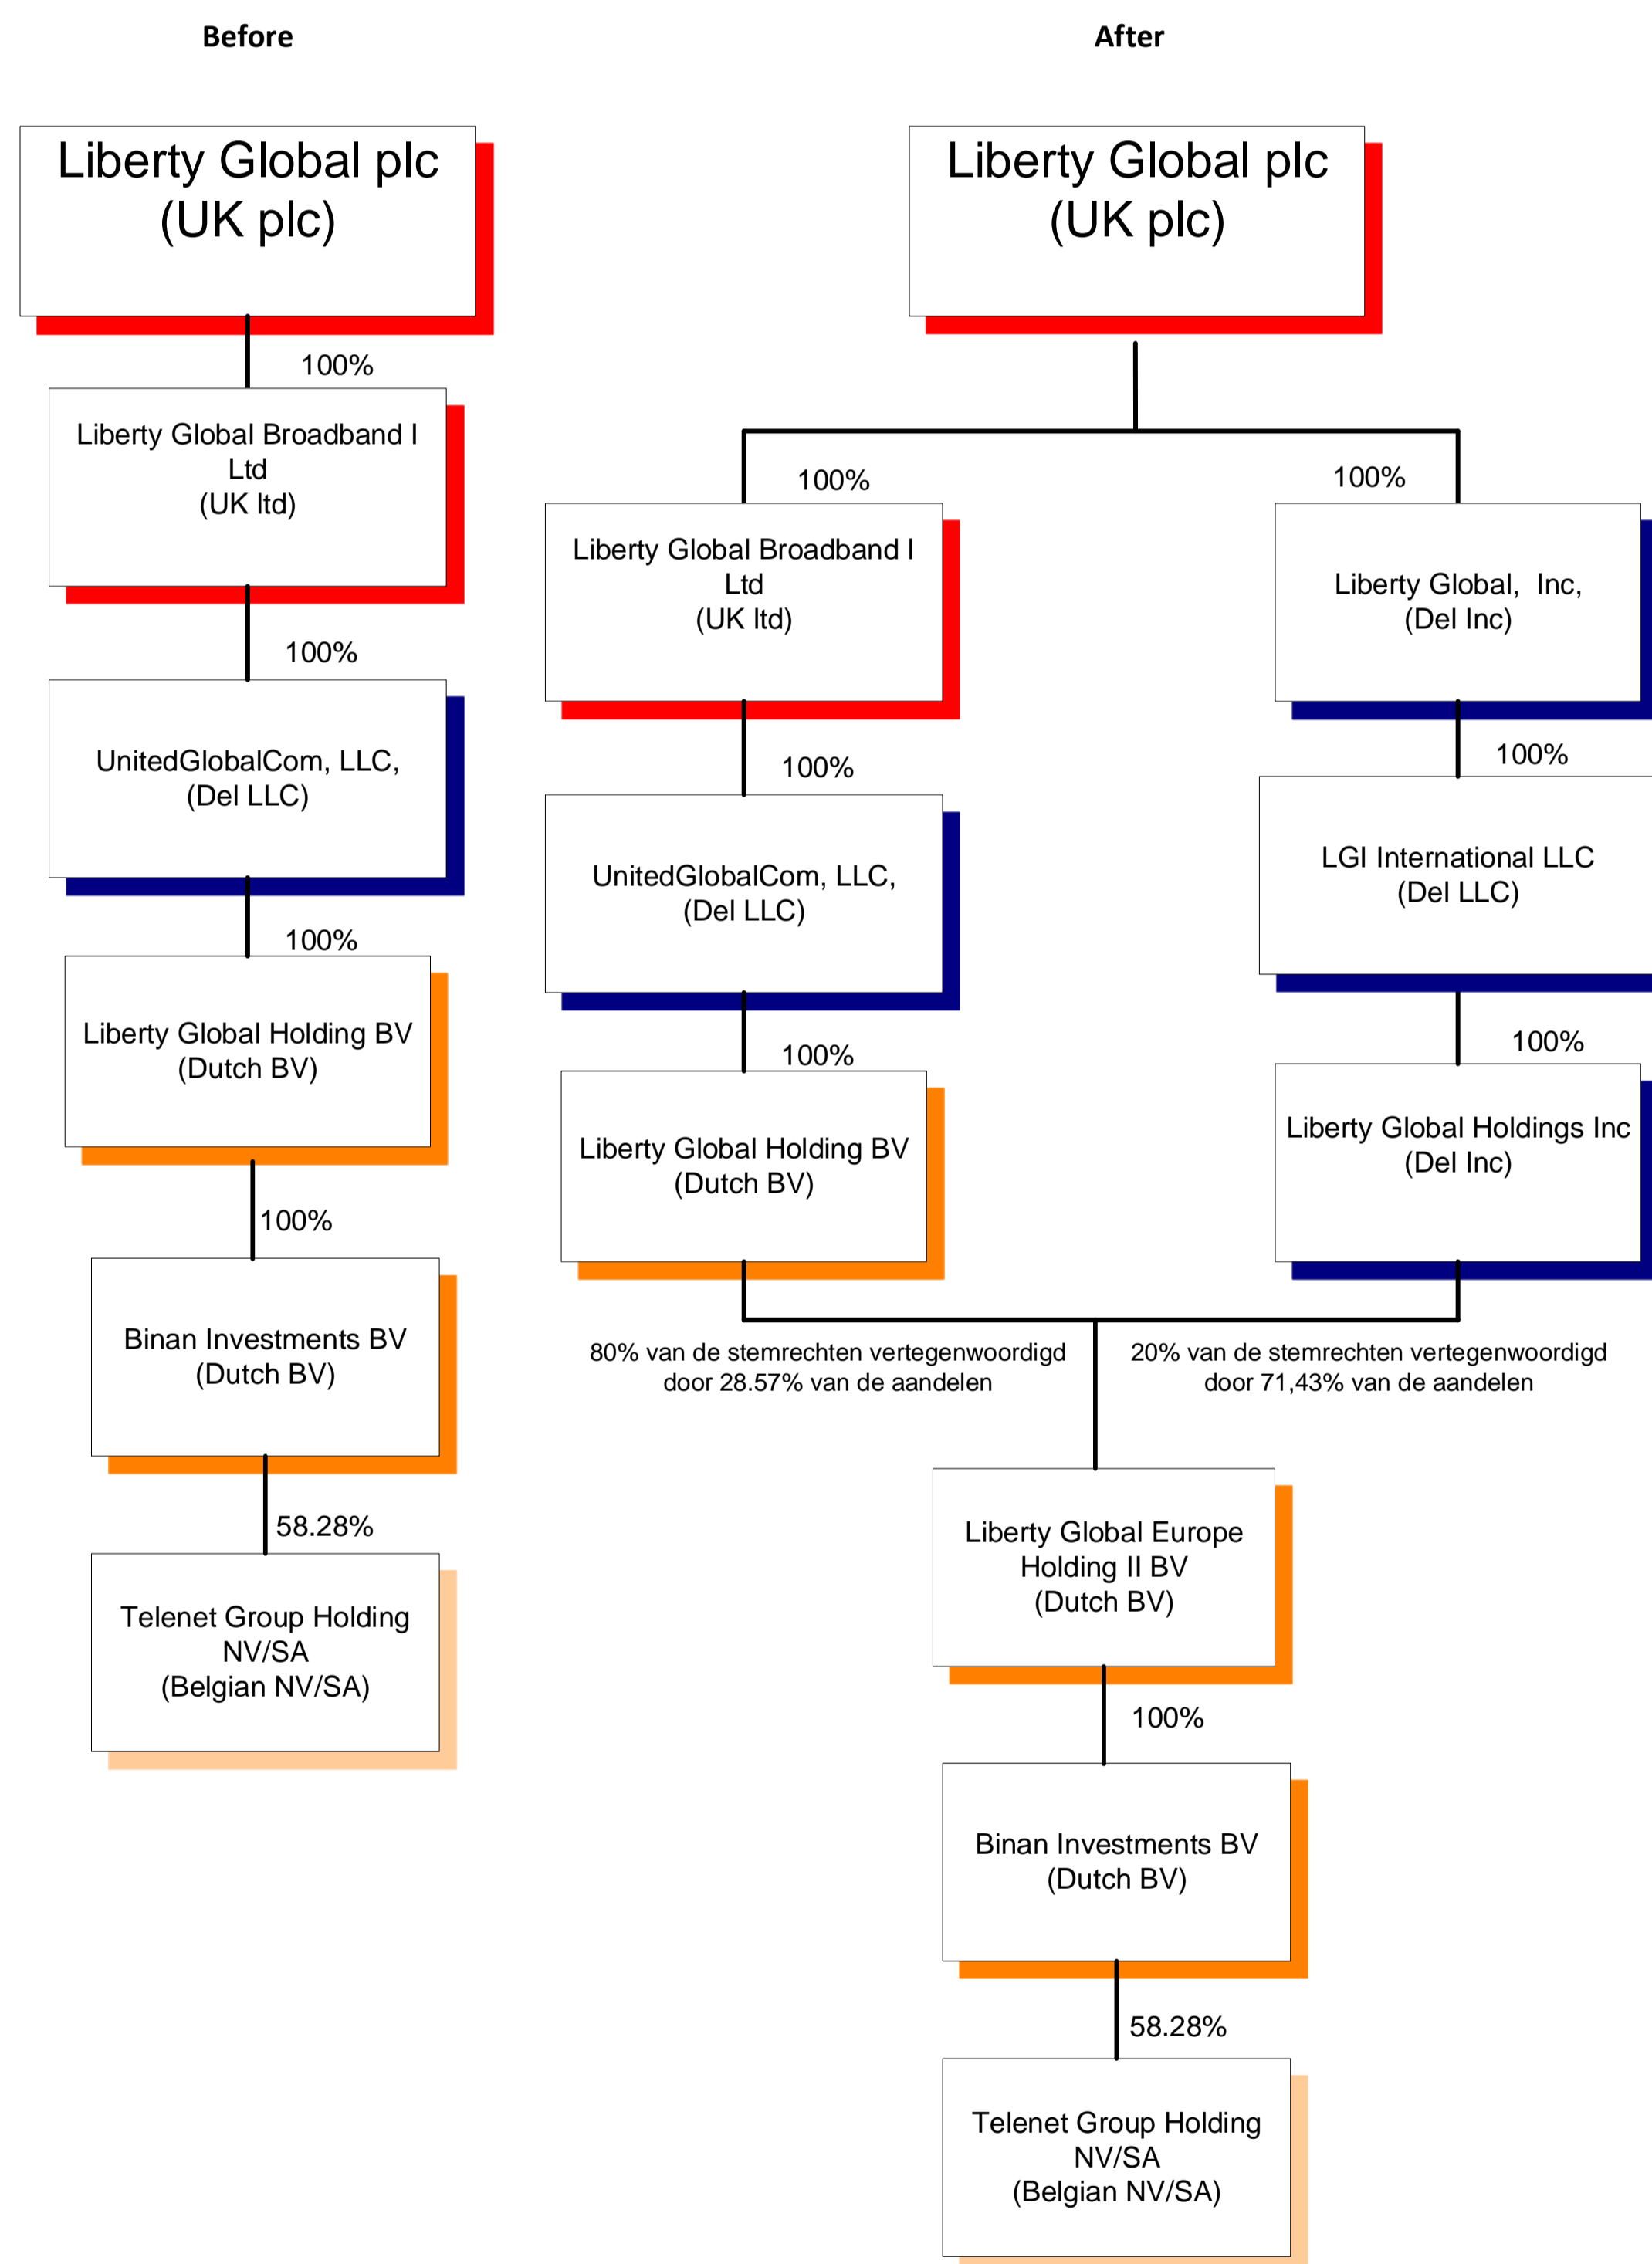 Before
Liberty Global plc
(UK plc)
100%
Liberty Global Broadband I
Ltd
(UK ltd)
100%
UnitedGlobalCom, LLC,
(Del LLC)
100%
Liberty Global Holding BV
(Dutch BV)
100%
Binan Investments BV
(Dutch BV)
58.28%
Telenet Group Holding
NV/SA
(Belgian NV/SA)
After
Liberty Global plc
(UK plc)
100%
Liberty Global Broadband I
Ltd
(UK ltd)
100%
UnitedGlobalCom, LLC,
(Del LLC)
100%
Liberty Global Holding BV
(Dutch BV)
80% van de stemrechten vertegenwoordigd
door 28.57% van de aandelen
100%
Liberty Global, Inc,
(Del Inc)
100%
LGI International LLC
(Del LLC)
100%
Liberty Global Holdings Inc
(Del Inc)
20% van de stemrechten vertegenwoordigd
door 71,43% van de aandelen
Liberty Global Europe
Holding II BV
(Dutch BV)
100%
Binan Investments BV
(Dutch BV)
58.28%
Telenet Group Holding
NV/SA
(Belgian NV/SA)